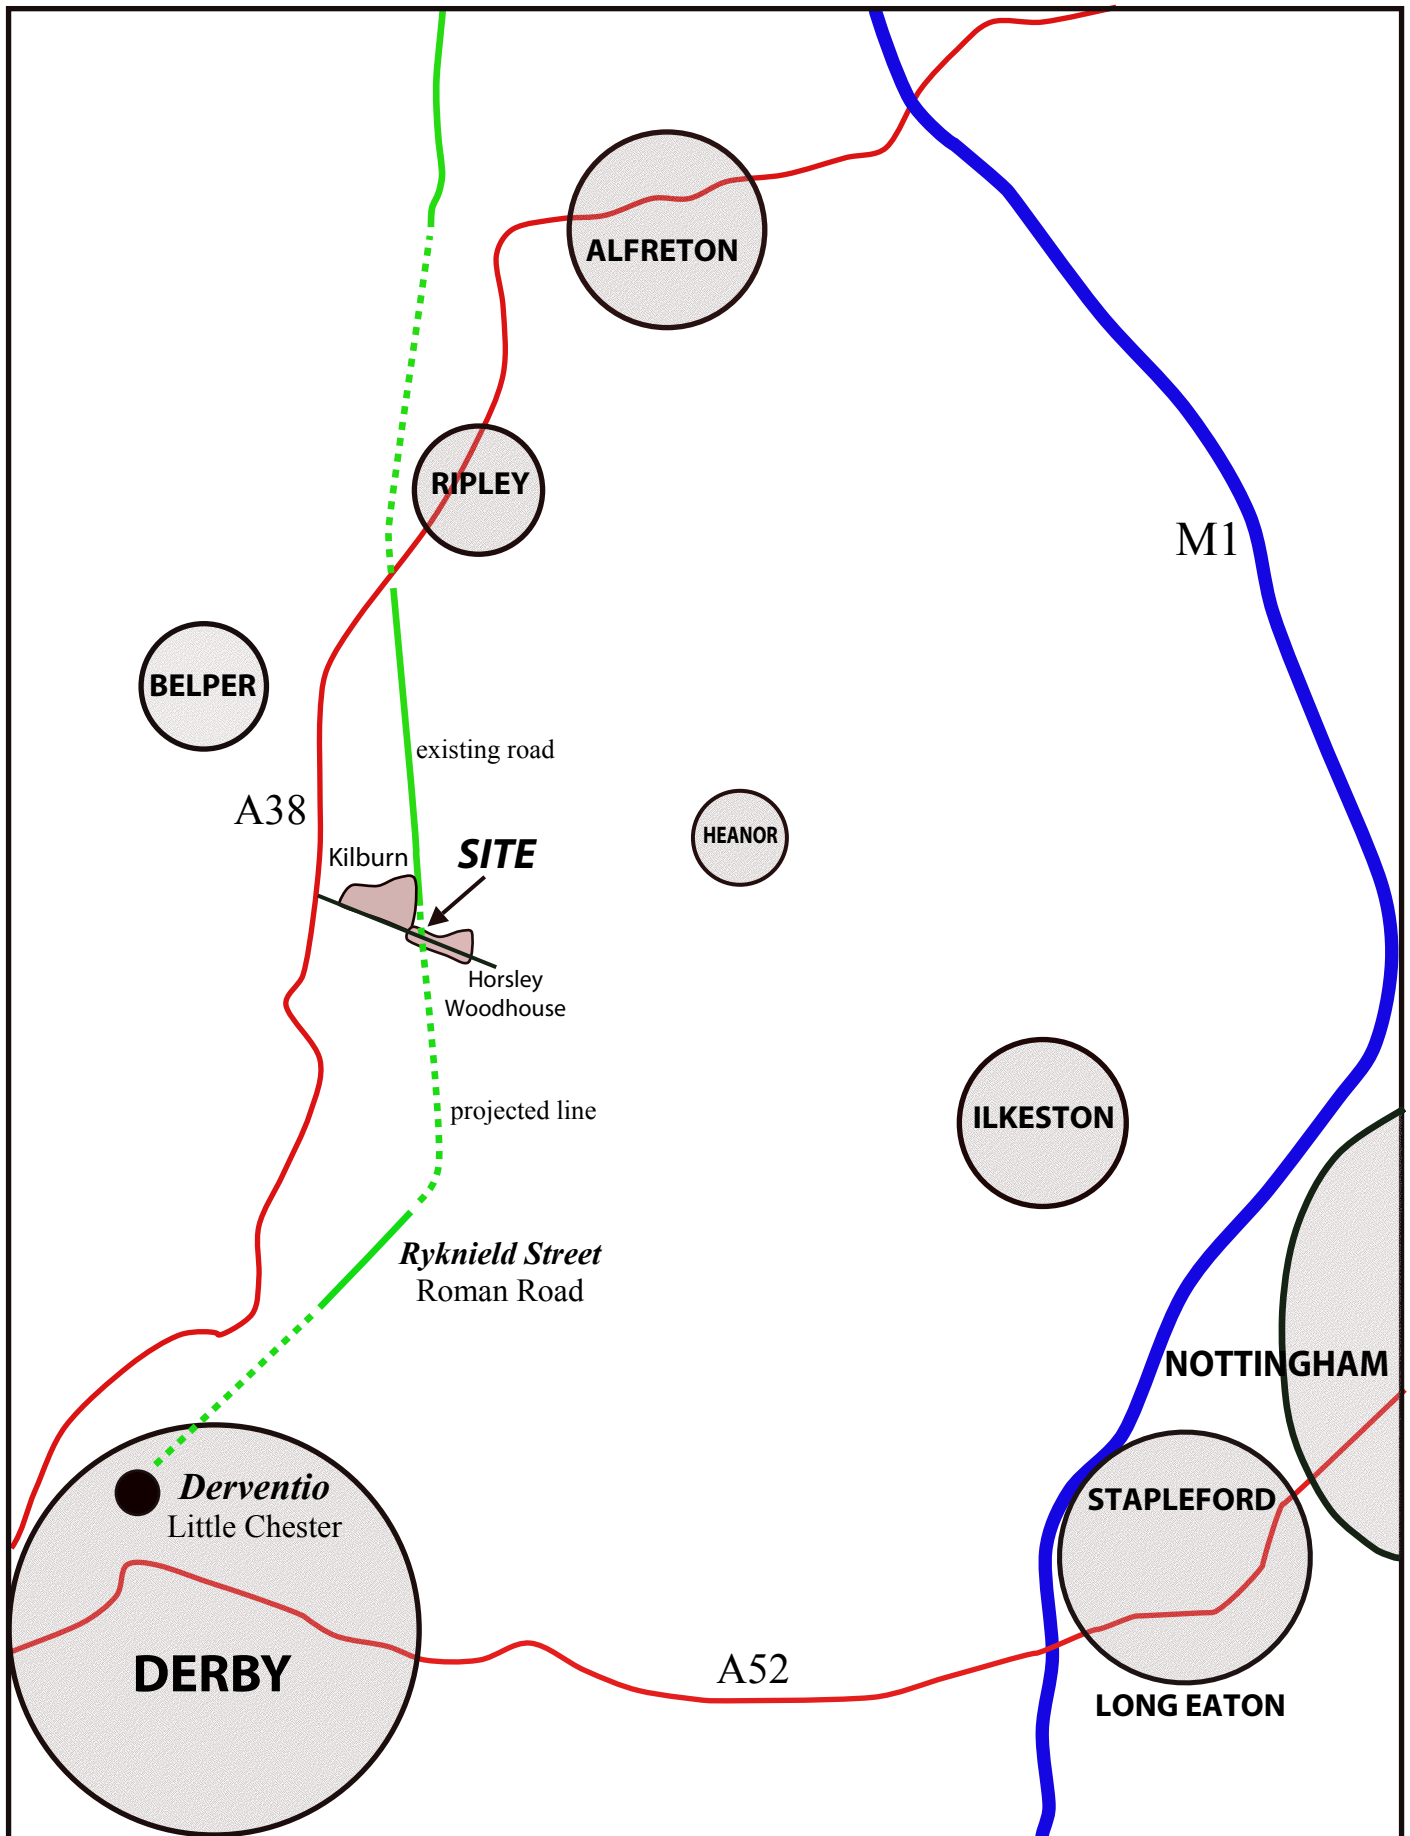 ALFRETON
RIPLEY
M1
BELPER
existing road
A38
HEANOR
Kilburn
SITE
Horsley
Woodhouse
projected line
ILKESTON
Ryknield Street
Roman Road
NOTTINGHAM
Derventio
Little Chester
STAPLEFORD
DERBY
A52
LONG EATON